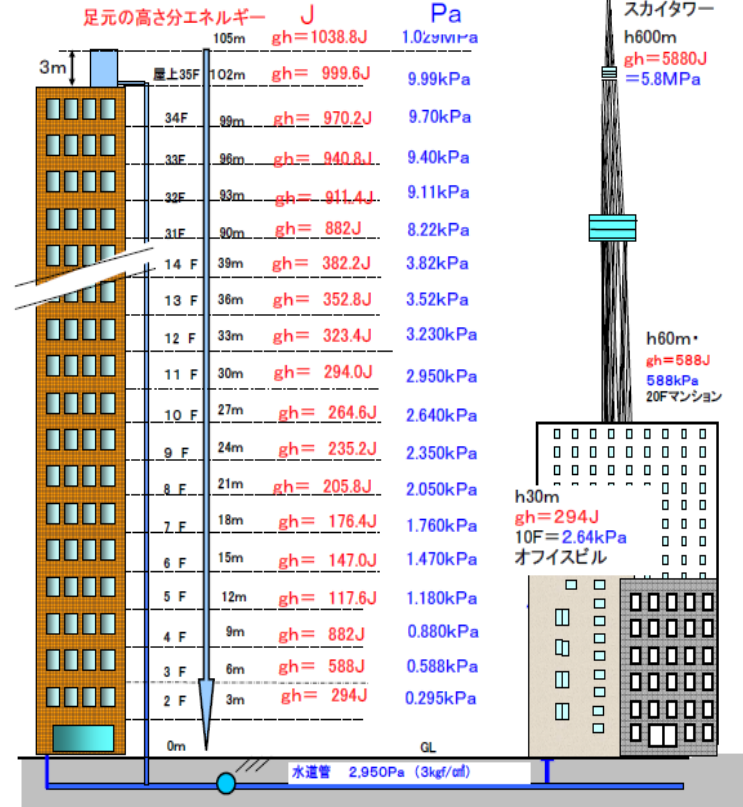 足元の高さ分エネルギー J Pa
105m gh=1038.8J 1.029MPa
3m
屋上35F 102m gh= 999.6J 9.99kPa
34F 99m gh= 970.2J 9.70kPa
33F 96m gh= 940.8J 9.40kPa
32F 93m gh= 911.4J 9.11kPa
31F 90m gh= 882J 8.22kPa
14 F 39m gh= 382.2J 3.82kPa
13 F 36m gh= 352.8J 3.52kPa
12 F 33m gh= 323.4J 3.230kPa
11 F 30m gh= 294.0J 2.950kPa
10 F 27m gh= 264.6J 2.640kPa
9 F 24m gh= 235.2J 2.350kPa
8 F 21m gh= 205.8J 2.050kPa
7 F 18m gh= 176.4J 1.760kPa
6 F 15m gh= 147.0J 1.470kPa
5 F 12m gh= 117.6J 1.180kPa
4 F 9m gh= 882J 0.880kPa
3 F 6m gh= 588J 0.588kPa
2 F 3m gh= 294J 0.295kPa
0m GL
水道管 2,950Pa (3kgf/c㎡)
スカイタワー
h600m
gh=5880J
=5.8MPa
h60m・
gh=588J
588kPa
20Fマンション
h30m
gh=294J
10F=2.64kPa
オフイスビル